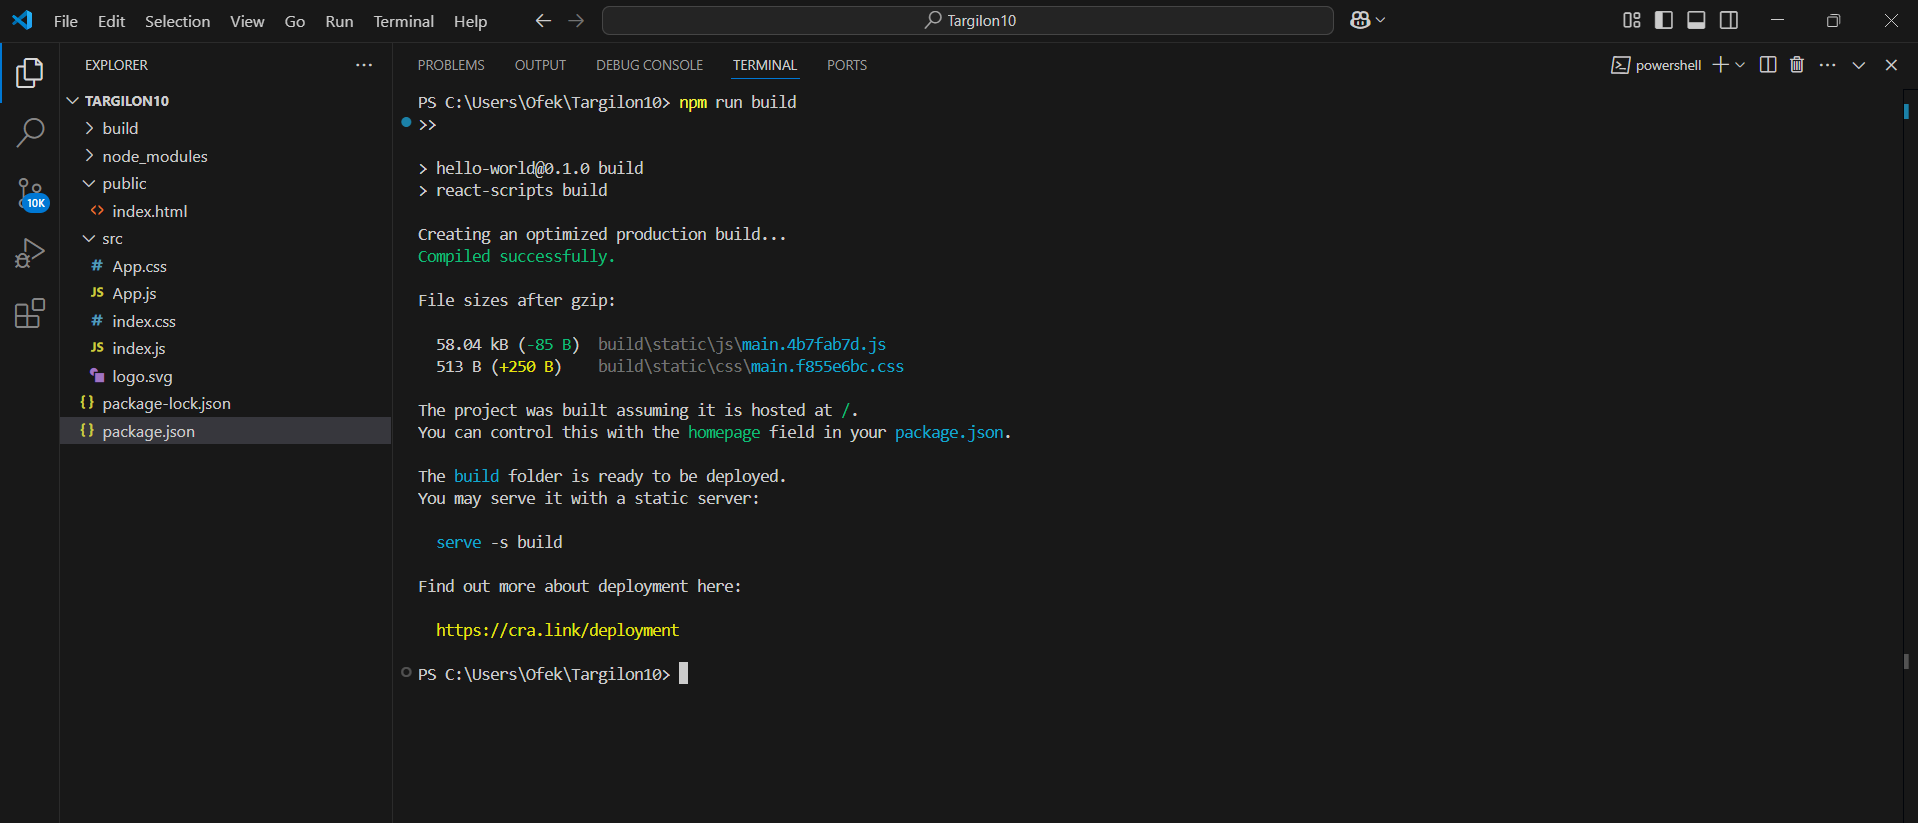 File Edit Selection View Go Run Terminal Help
Targilon10
EXPLORER
TARGILON10
build
node_modules
public
index.html
src
App.css
App.js
index.css
index.js
logo.svg
package-lock.json
package.json
10K
PROBLEMS OUTPUT DEBUG CONSOLE TERMINAL PORTS
powershell
PS C:\Users\Ofek\Targilon10> npm run build
>>
> hello-world@0.1.0 build
> react-scripts build
Creating an optimized production build...
Compiled successfully.
File sizes after gzip:
58.04 kB (-85 B)  build\static\js\main.4b7fab7d.js
513 B (+250 B)    build\static\css\main.f855e6bc.css
The project was built assuming it is hosted at /.
You can control this with the homepage field in your package.json.
The build folder is ready to be deployed.
You may serve it with a static server:
serve -s build
Find out more about deployment here:
https://cra.link/deployment
PS C:\Users\Ofek\Targilon10>